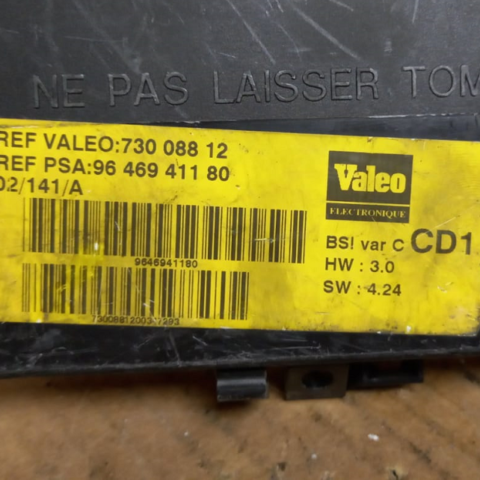 NE PAS LAISSER TOM
REF VALEO:730 088 12
REF PSA:96 469 411 80
02/141/A
Valeo
ELECTRONIQUE
BSI var C CD1
HW : 3.0
SW : 4.24
9646941180